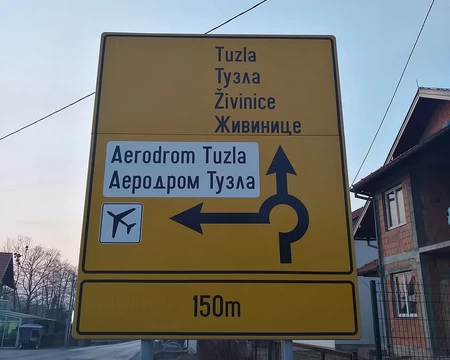 Tuzla
Тузла
Živinice
Живинице
Aerodrom Tuzla
Аеродром Тузла
150m